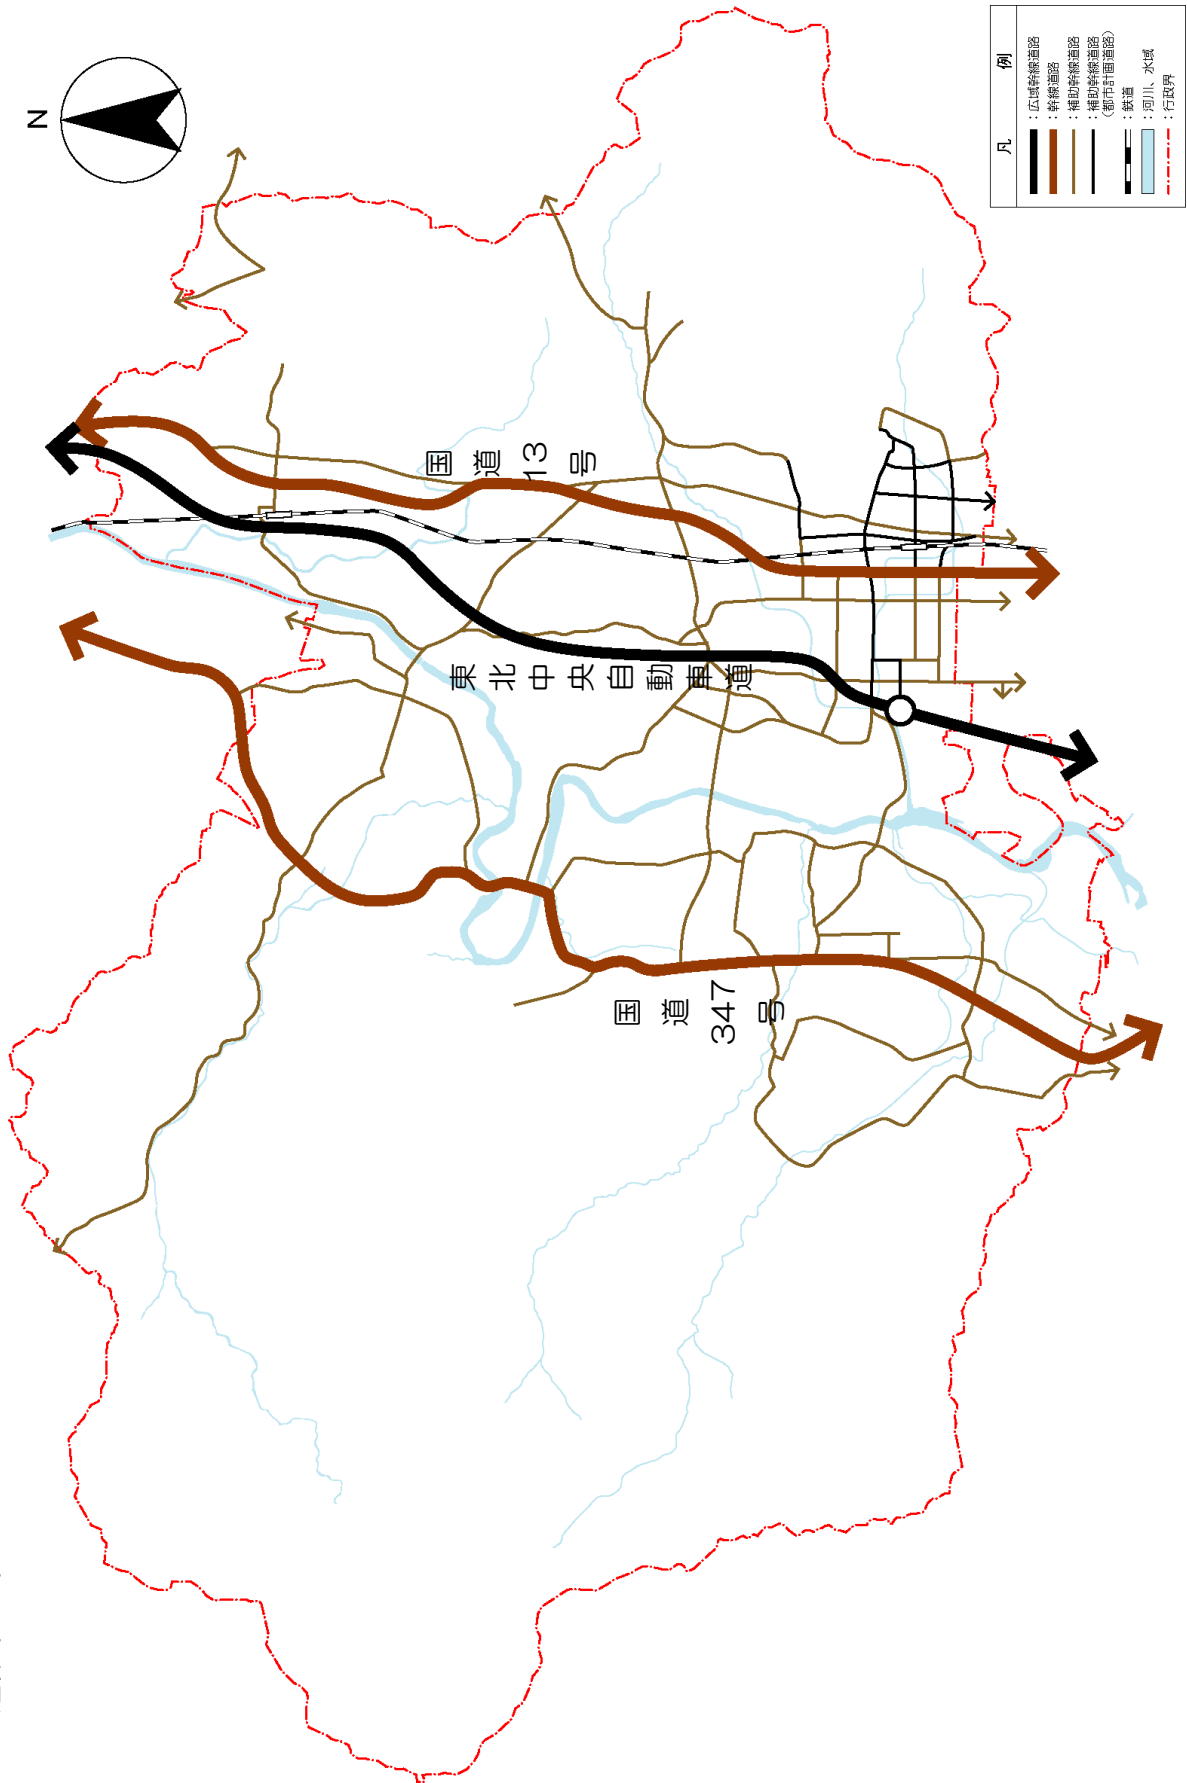 N
国道13号
東北中央自動車道
国道347号
凡 例
：広域幹線道路
：幹線道路
：補助幹線道路
：補助幹線道路
（都市計画道路）
：鉄道
：河川、水域
：行政界